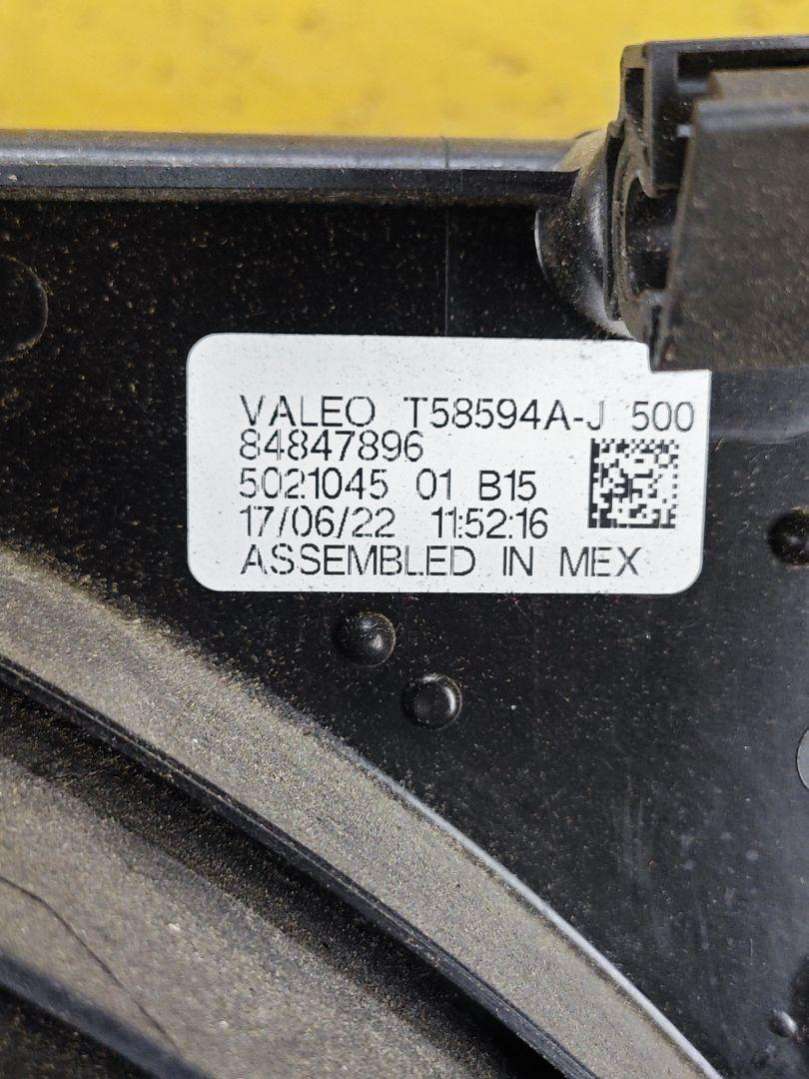 VALEO T58594A-J 500
84847896
5021045 01 B15
17/06/22 11:52:16
ASSEMBLED IN MEX